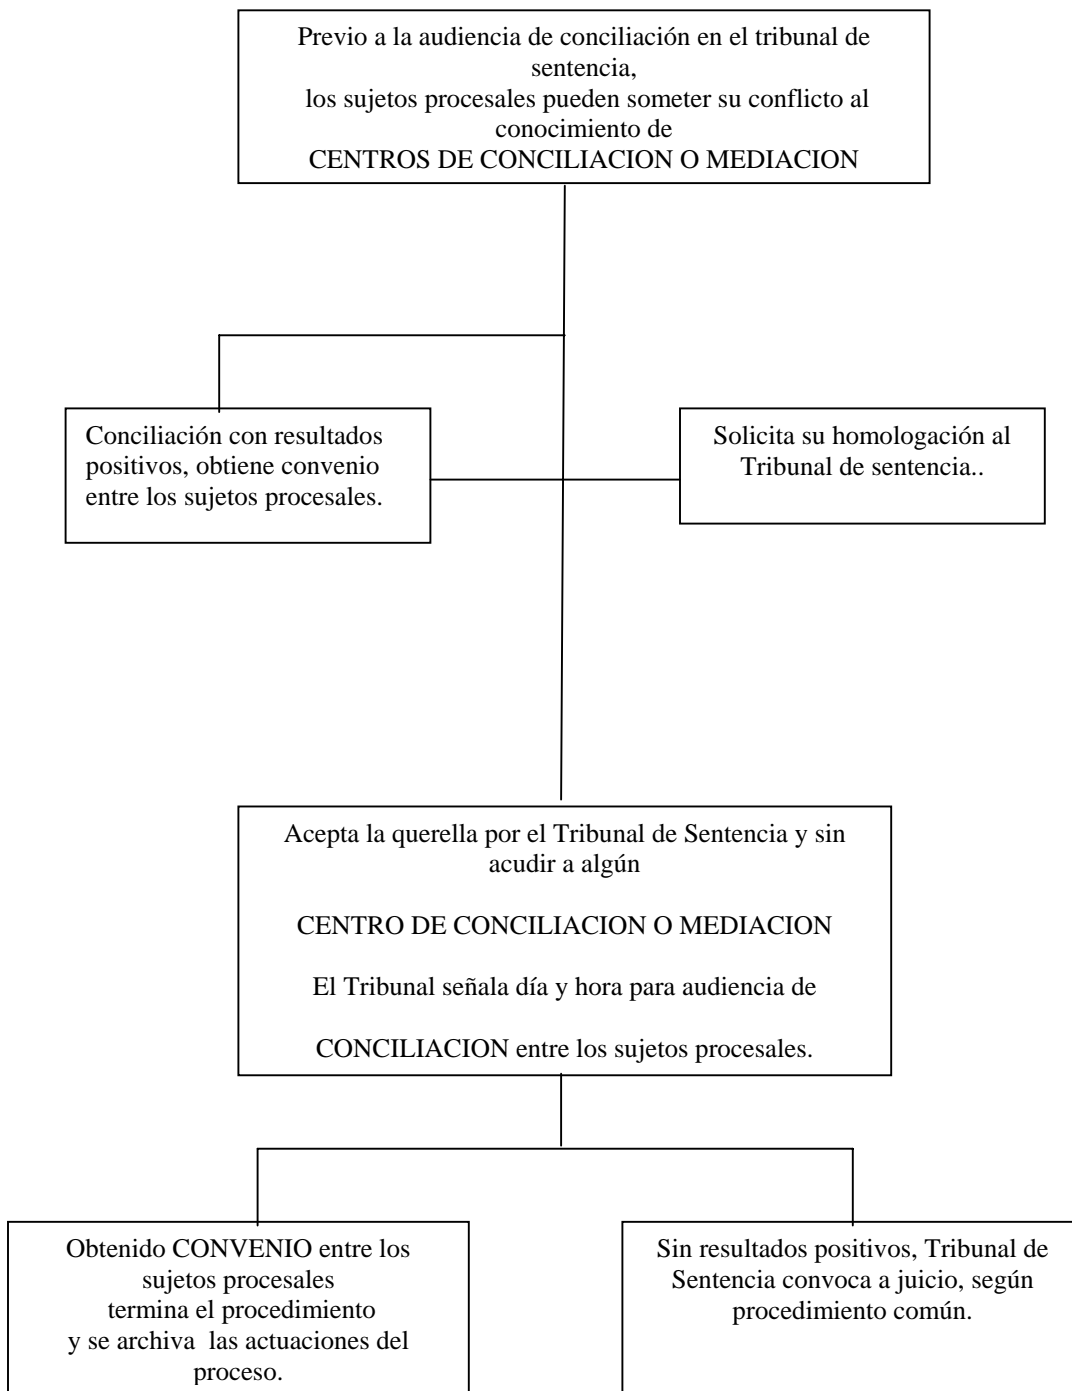 Previo a la audiencia de conciliación en el tribunal de
sentencia,
los sujetos procesales pueden someter su conflicto al
conocimiento de
CENTROS DE CONCILIACION O MEDIACION
Conciliación con resultados
positivos, obtiene convenio
entre los sujetos procesales.
Solicita su homologación al
Tribunal de sentencia..
Acepta la querella por el Tribunal de Sentencia y sin
acudir a algún
CENTRO DE CONCILIACION O MEDIACION
El Tribunal señala día y hora para audiencia de
CONCILIACION entre los sujetos procesales.
Obtenido CONVENIO entre los
sujetos procesales
termina el procedimiento
y se archiva  las actuaciones del
proceso.
Sin resultados positivos, Tribunal de
Sentencia convoca a juicio, según
procedimiento común.